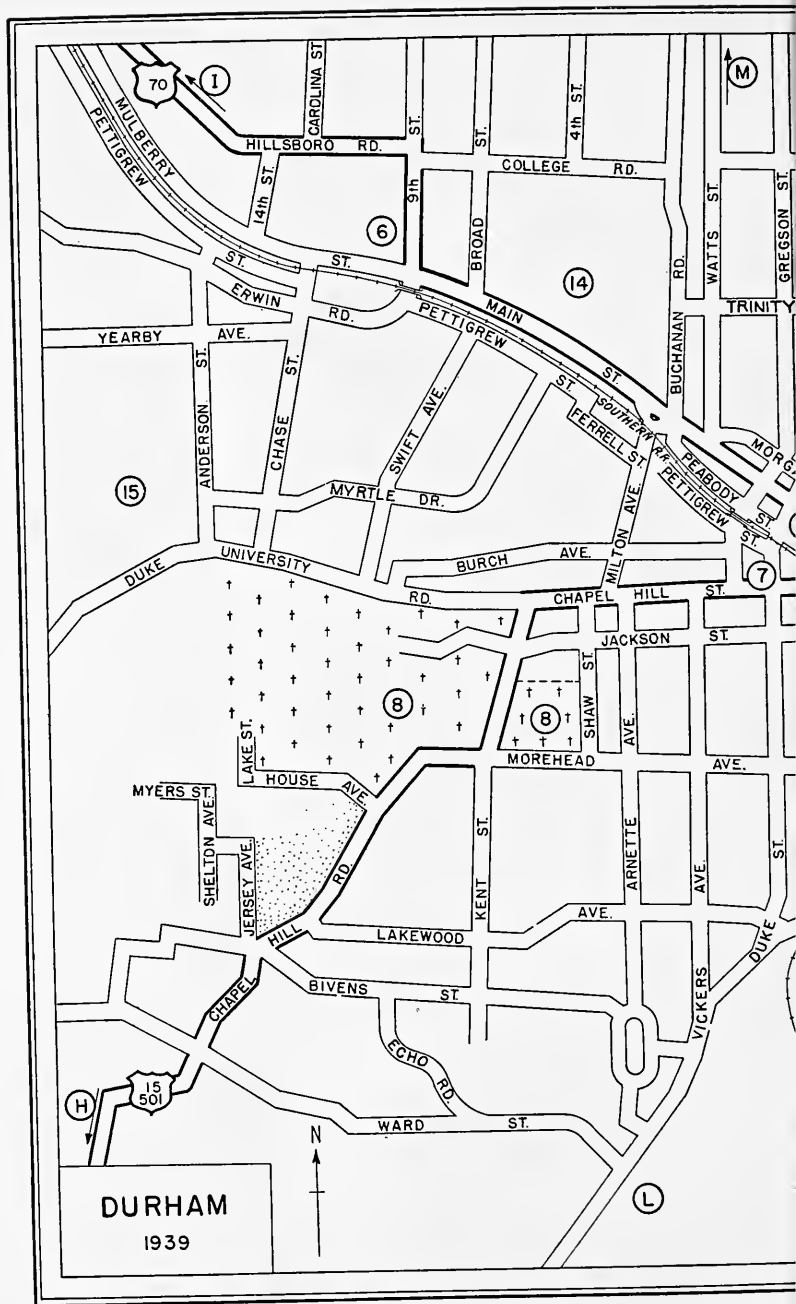 70
I
CAROLINA ST.
ST.
ST.
4th ST.
M
MULBERRY
PETTIGREW
HILLSBORO RD.
COLLEGE RD.
14th ST.
9th
BROAD
WATTS ST.
GREGSON ST.
6
14
RD.
ST.
ST.
ERWIN RD.
MAIN ST.
TRINITY
YEARBY AVE.
PETTIGREW ST.
BUCHANAN
ANDERSON ST.
CHASE ST.
SWIFT AVE.
FERRELL ST.
SOUTHERN R.R.
PEABODY ST.
MORGA
PETTIGREW ST.
15
MYRTLE DR.
MILTON AVE.
DUKE UNIVERSITY RD.
BURCH AVE.
7
CHAPEL HILL ST.
JACKSON ST.
8
8
SHAW ST.
AVE.
LAKE ST.
HOUSE AVE.
MOREHEAD AVE.
MYERS ST.
SHELTON AVE.
JERSEY AVE.
RD.
KENT ST.
ARNETTE
AVE.
ST.
LAKEWOOD AVE.
HILL
DUKE
CHAPEL
BIVENS ST.
VICKERS
ECHO RD.
15
501
H
WARD ST.
N
L
DURHAM
1939